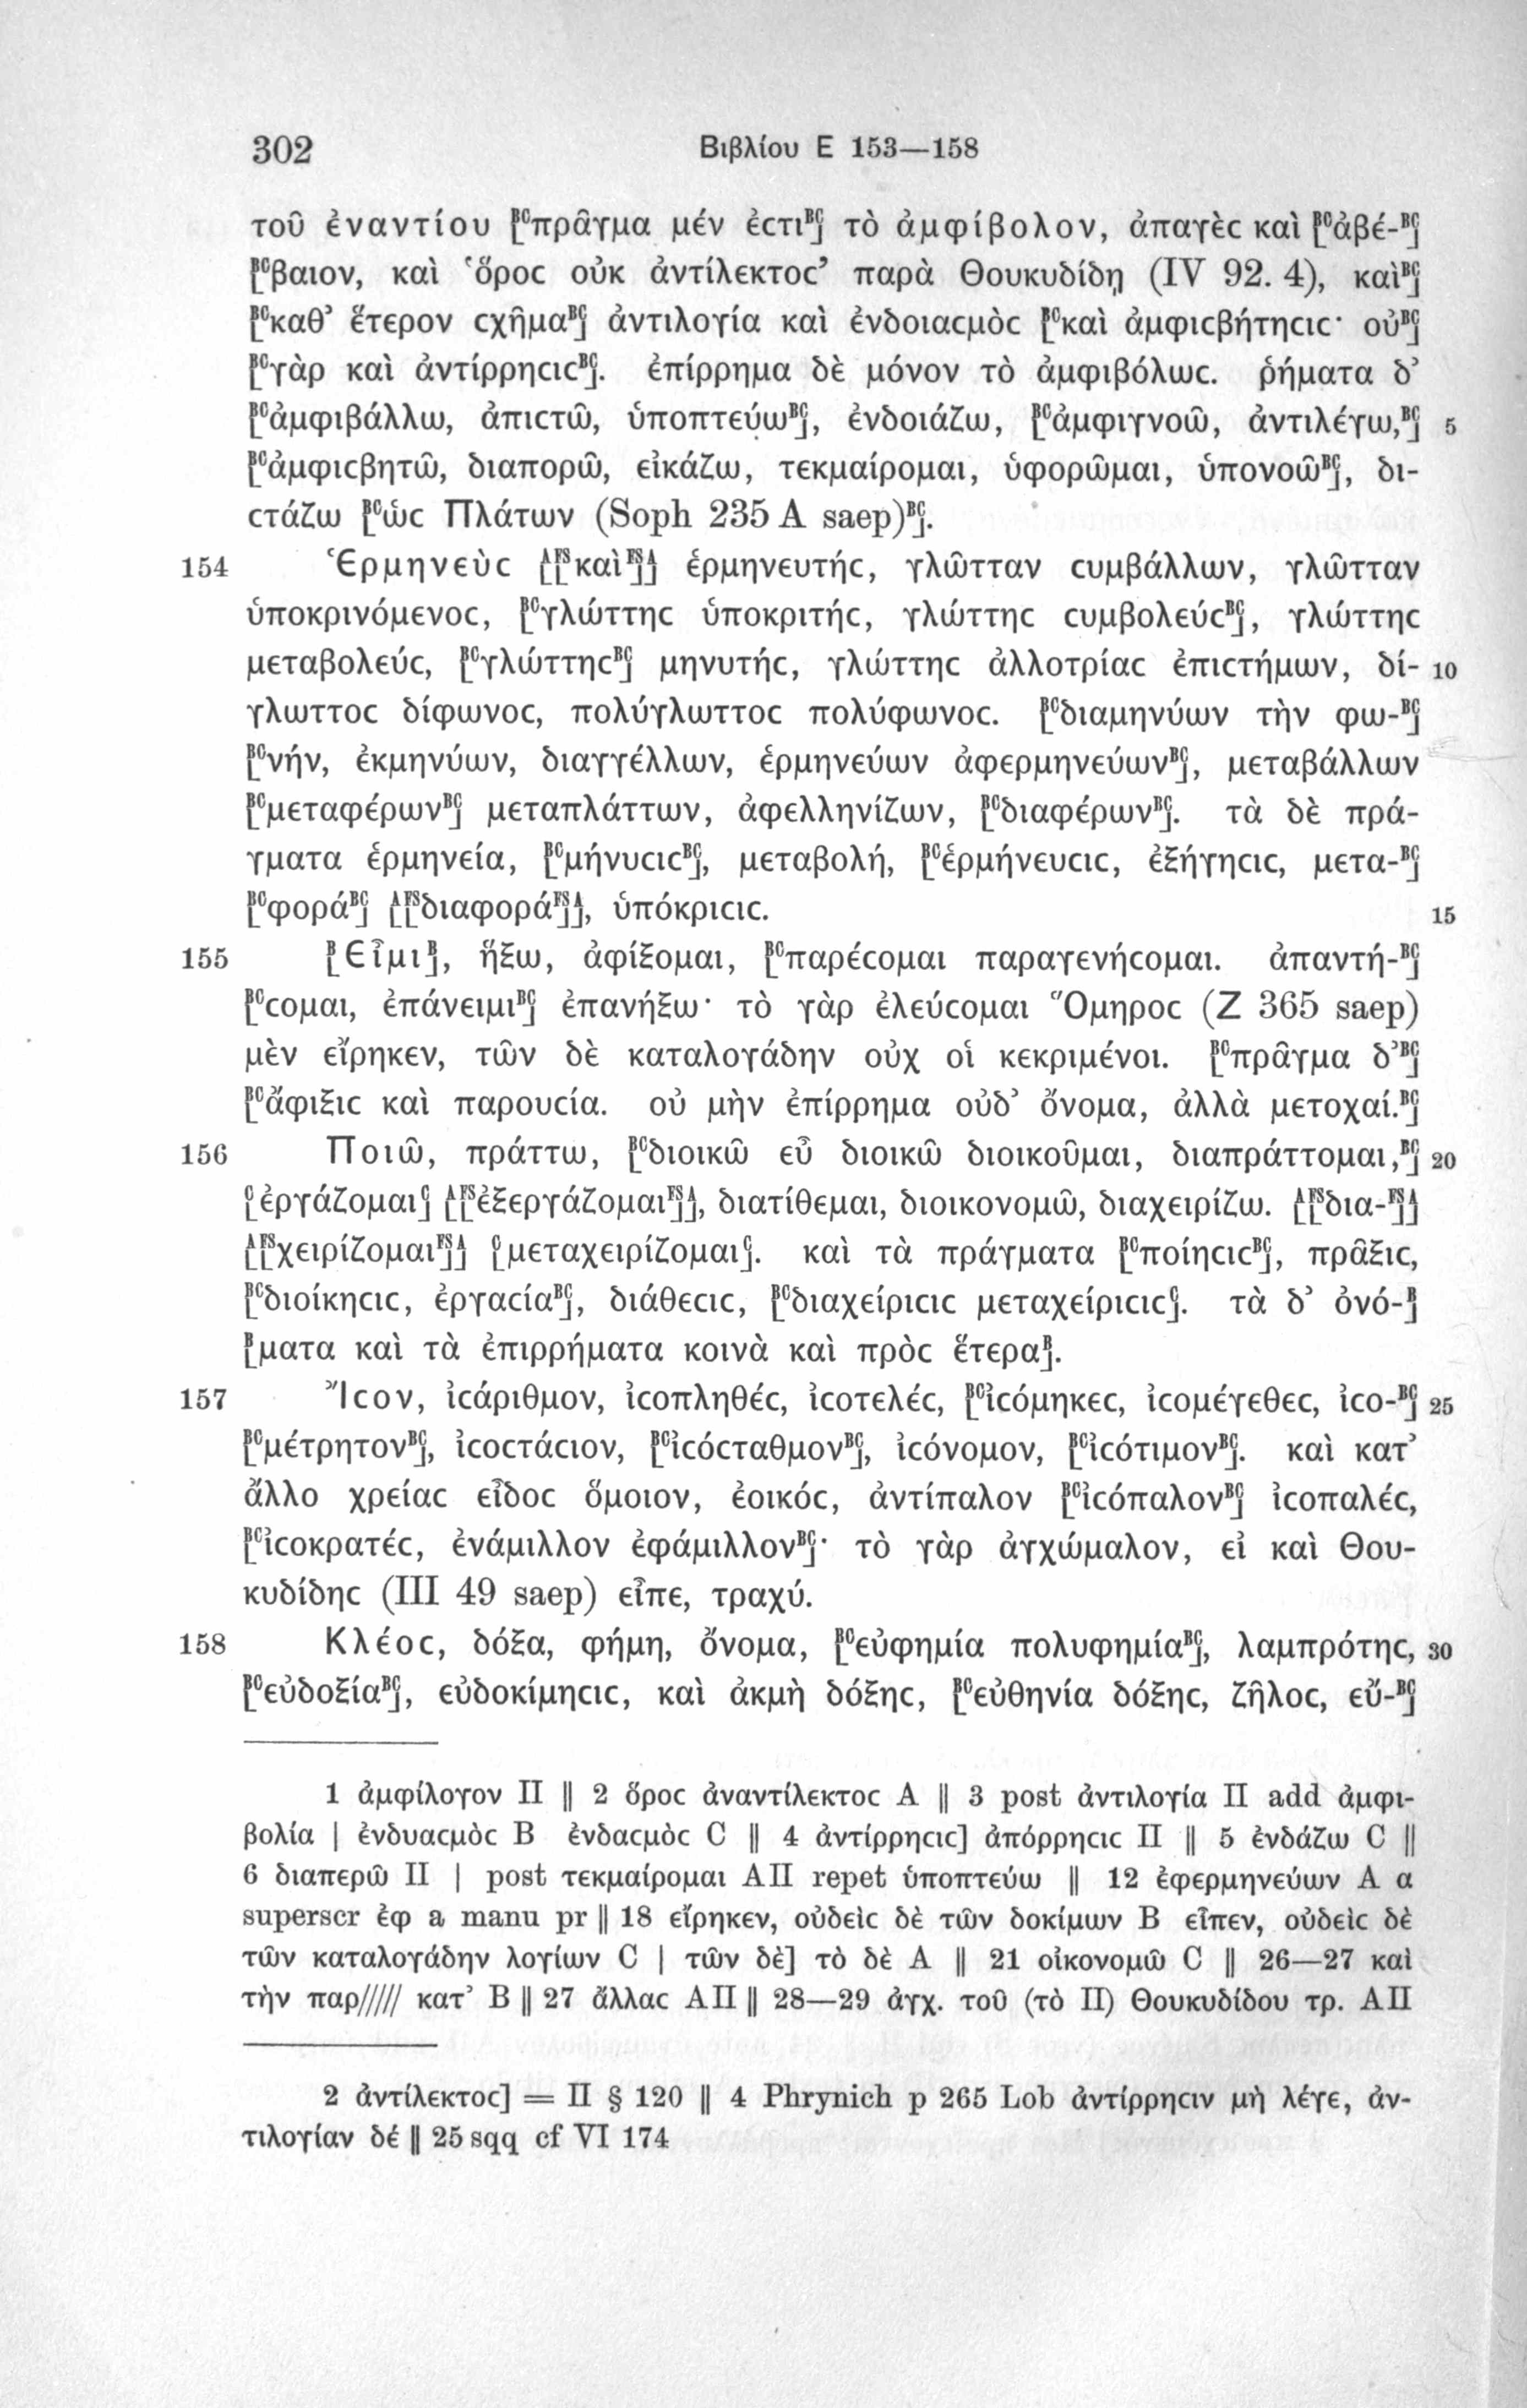 302 Βιβλίου Ε 153—158
τοῦ ἐναντίου [BCπρᾶγμα μέν ἐϲτιBC] τὸ ἀμφίβολον, ἀπαγὲϲ καὶ [BCἀβέ-BC]
[BCβαιον, καὶ ‛ὅροϲ οὐκ ἀντίλεκτοϲ’ παρὰ Θουκυδίδῃ (IV 92. 4), καὶBC]
[BCκαθ’ ἕτερον ϲχῆμαBC] ἀντιλογία καὶ ἐνδοιαϲμὸϲ [BCκαὶ ἀμφιϲβήτηϲιϲ· οὐBC]
[BCγὰρ καὶ ἀντίρρηϲιϲBC]. ἐπίρρημα δὲ μόνον τὸ ἀμφιβόλωϲ. ῥήματα δ’
[BCἀμφιβάλλω, ἀπιϲτῶ, ὑποπτεύωBC], ἐνδοιάζω, [BCἀμφιγνοῶ, ἀντιλέγω,BC] 5
[BCἀμφιϲβητῶ, διαπορῶ, εἰκάζω, τεκμαίρομαι, ὑφορῶμαι, ὑπονοῶBC], δι-
ϲτάζω [BCὡϲ Πλάτων (Soph 235 A saep)BC].
154 Ἑρμηνεὺϲ [[AFSκαὶFSA]] ἑρμηνευτήϲ, γλῶτταν ϲυμβάλλων, γλῶτταν
ὑποκρινόμενοϲ, [BCγλώττηϲ ὑποκριτήϲ, γλώττηϲ ϲυμβολεύϲBC], γλώττηϲ
μεταβολεύϲ, [BCγλώττηϲBC] μηνυτήϲ, γλώττηϲ ἀλλοτρίαϲ ἐπιϲτήμων, δί- 10
γλωττοϲ δίφωνοϲ, πολύγλωττοϲ πολύφωνοϲ. [BCδιαμηνύων τὴν φω-BC]
[BCνήν, ἐκμηνύων, διαγγέλλων, ἑρμηνεύων ἀφερμηνεύωνBC], μεταβάλλων
[BCμεταφέρωνBC] μεταπλάττων, ἀφελληνίζων, [BCδιαφέρωνBC]. τὰ δὲ πρά-
γματα ἑρμηνεία, [BCμήνυϲιϲBC], μεταβολή, [BCἑρμήνευϲιϲ, ἐξήγηϲιϲ, μετα-BC]
[BCφοράBC] [[AFSδιαφοράFSA]], ὑπόκριϲιϲ. 15
155 [BΕἶμιB], ἥξω, ἀφίξομαι, [BCπαρέϲομαι παραγενήϲομαι. ἀπαντή-BC]
[BCϲομαι, ἐπάνειμιBC] ἐπανήξω· τὸ γὰρ ἐλεύϲομαι Ὅμηροϲ (Ζ 365 saep)
μὲν εἴρηκεν, τῶν δὲ καταλογάδην οὐχ οἱ κεκριμένοι. [BCπρᾶγμα δ’BC]
[BCἄφιξιϲ καὶ παρουϲία. οὐ μὴν ἐπίρρημα οὐδ’ ὄνομα, ἀλλὰ μετοχαί.BC]
156 Ποιῶ, πράττω, [BCδιοικῶ εὖ διοικῶ διοικοῦμαι, διαπράττομαι,BC] 20
[CἐργάζομαιC] [[AFSἐξεργάζομαιFSA]], διατίθεμαι, διοικονομῶ, διαχειρίζω. [[AFSδια-FSA]]
[[AFSχειρίζομαιFSA]] [CμεταχειρίζομαιC]. καὶ τὰ πράγματα [BCποίηϲιϲBC], πρᾶξιϲ,
[BCδιοίκηϲιϲ, ἐργαϲίαBC], διάθεϲιϲ, [BCδιαχείριϲιϲ μεταχείριϲιϲC]. τὰ δ’ ὀνό-B]
[Bματα καὶ τὰ ἐπιρρήματα κοινὰ καὶ πρὸϲ ἕτεραB].
157 Ἴϲον, ἰϲάριθμον, ἰϲοπληθέϲ, ἰϲοτελέϲ, [BCἰϲόμηκεϲ, ἰϲομέγεθεϲ, ἰϲο-BC] 25
[BCμέτρητονBC], ἰϲοϲτάϲιον, [BCἰϲόϲταθμονBC], ἰϲόνομον, [BCἰϲότιμονBC]. καὶ κατ’
ἄλλο χρείαϲ εἶδοϲ ὅμοιον, ἐοικόϲ, ἀντίπαλον [BCἰϲόπαλονBC] ἰϲοπαλέϲ,
[BCἰϲοκρατέϲ, ἐνάμιλλον ἐφάμιλλονBC]· τὸ γὰρ ἀγχώμαλον, εἰ καὶ Θου-
κυδίδηϲ (III 49 saep) εἶπε, τραχύ.
158 Κλέοϲ, δόξα, φήμη, ὄνομα, [BCεὐφημία πολυφημίαBC], λαμπρότηϲ, 30
[BCεὐδοξίαBC], εὐδοκίμηϲιϲ, καὶ ἀκμὴ δόξηϲ, [BCεὐθηνία δόξηϲ, ζῆλοϲ, εὔ-BC]
1 ἀμφίλογον II ‖ 2 ὅροϲ ἀναντίλεκτοϲ A ‖ 3 post ἀντιλογία II add ἀμφι-
βολία | ἐνδυαϲμὸϲ B ἐνδαϲμὸϲ C ‖ 4 ἀντίρρηϲιϲ] ἀπόρρηϲιϲ II ‖ 5 ἐνδάζω C ‖
6 διαπερῶ II | post τεκμαίρομαι AII repet ὑποπτεύω ‖ 12 ἐφερμηνεύων A α
superscr ἐφ a manu pr ‖ 18 εἴρηκεν, οὐδεὶϲ δὲ τῶν δοκίμων B εἶπεν, οὐδεὶϲ δὲ
τῶν καταλογάδην λογίων C | τῶν δὲ] τὸ δὲ A ‖ 21 οἰκονομῶ C ‖ 26—27 καὶ
τὴν παρ///// κατ’ B ‖ 27 ἄλλαϲ AII ‖ 28—29 ἀγχ. τοῦ (τὸ II) Θουκυδίδου τρ. AII
2 ἀντίλεκτοϲ] = II § 120 ‖ 4 Phrynich p 265 Lob ἀντίρρηϲιν μὴ λέγε, ἀν-
τιλογίαν δέ ‖ 25 sqq cf VI 174